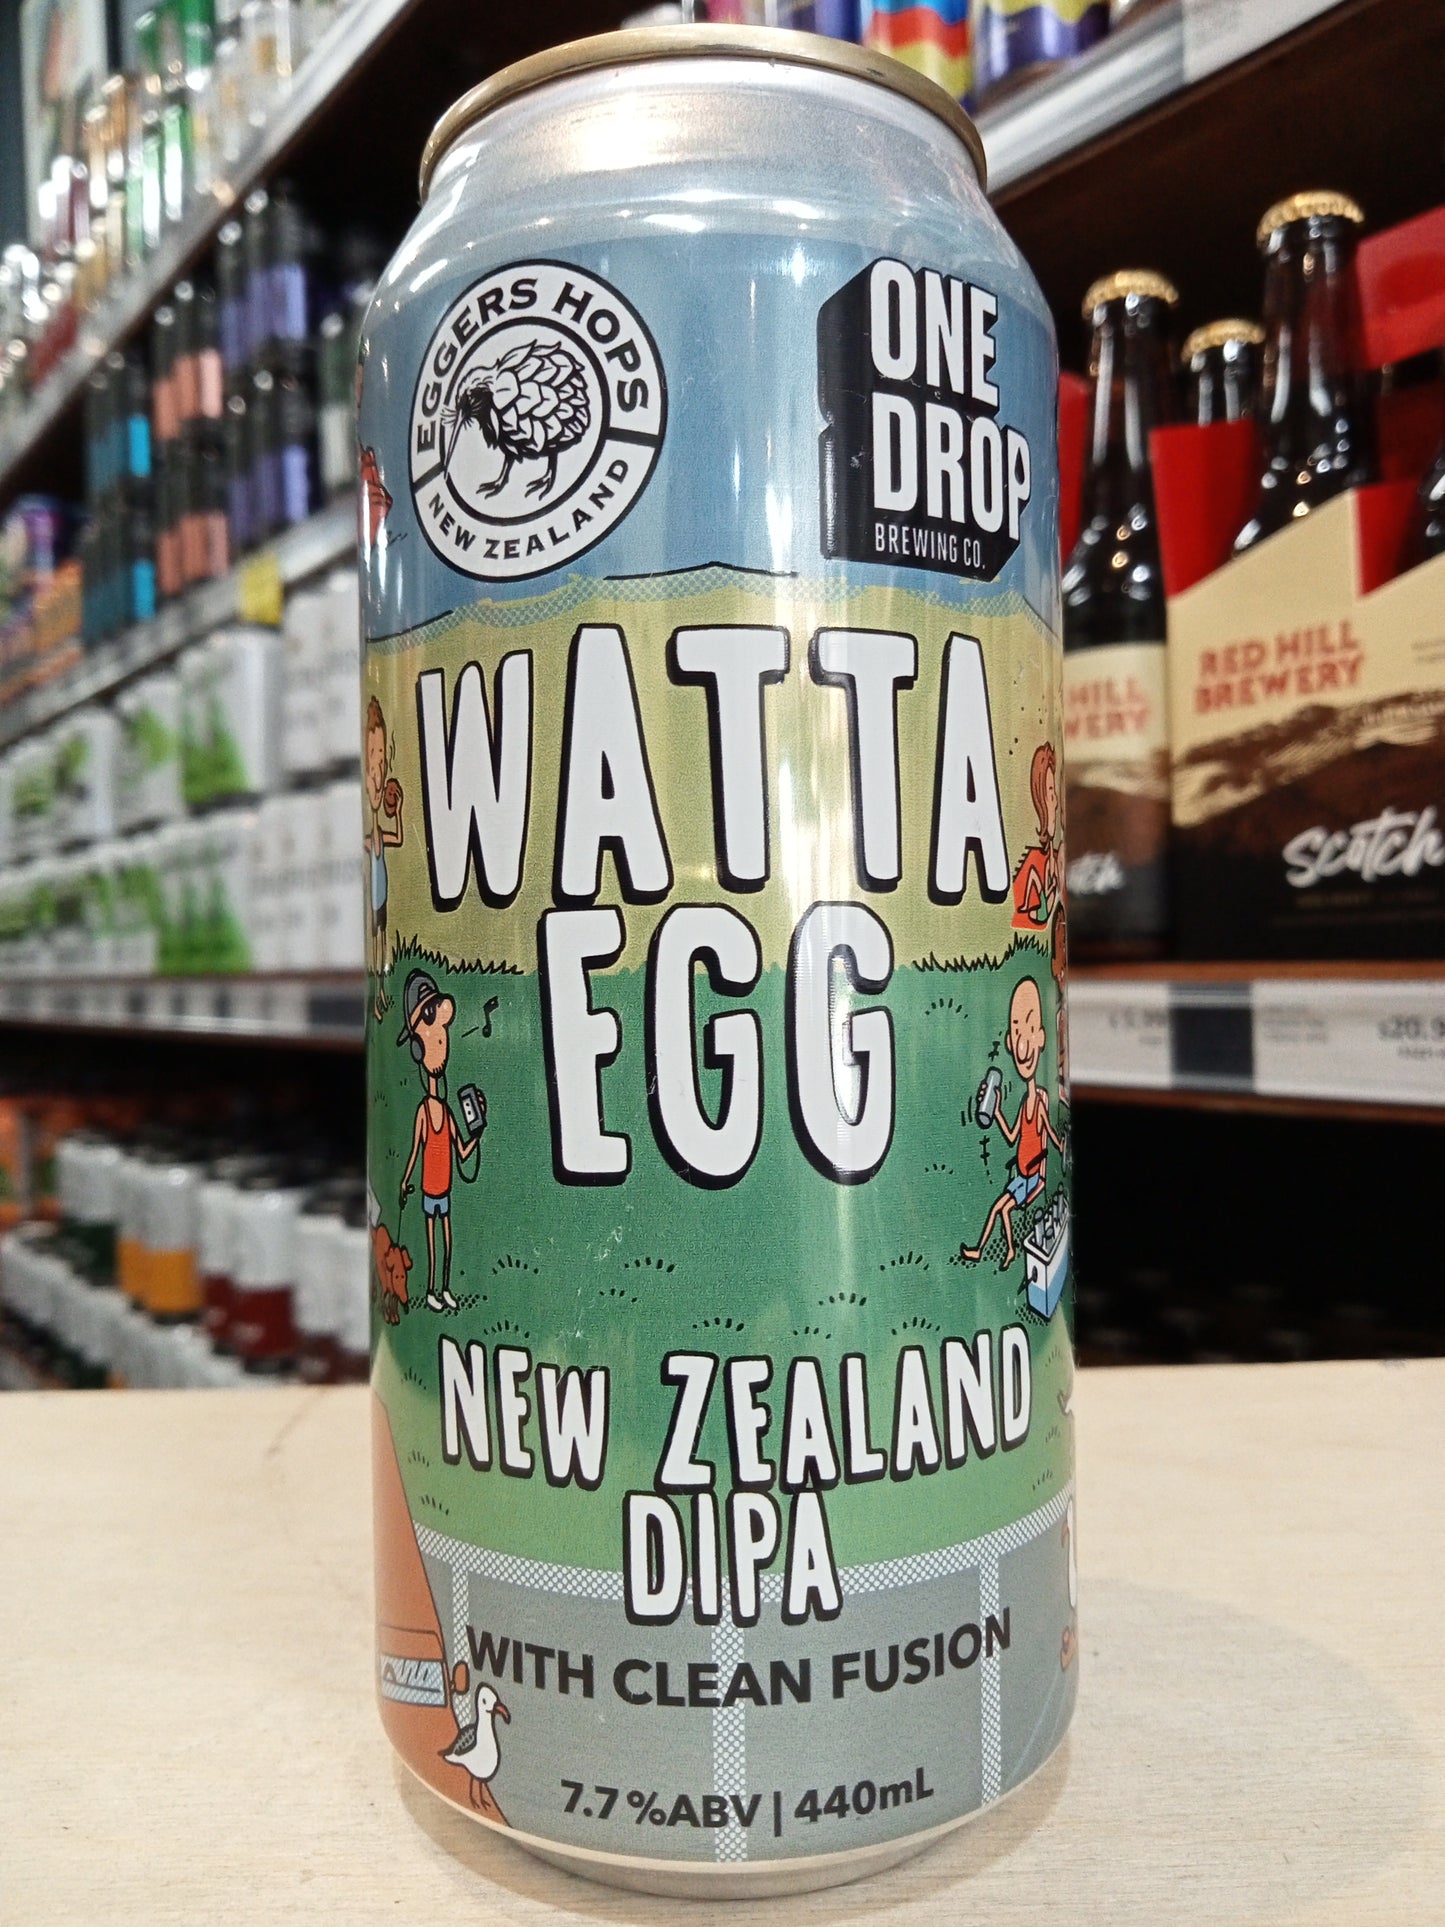 EGGERS HOPS
NEW ZEALAND
ONE
DROP
BREWING CO.
WATTA
EGG
NEW ZEALAND
DIPA
WITH CLEAN FUSION
7.7%ABV | 440mL
RED HILL
BREWERY
Scotch
HILL